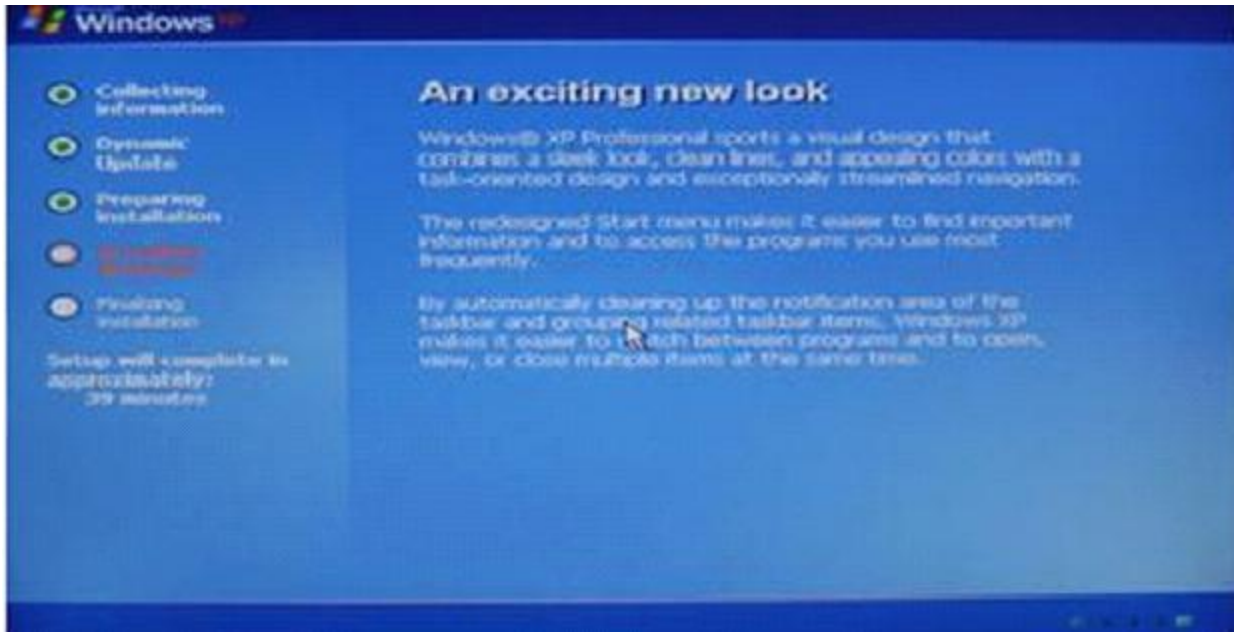 Windows xp
Collecting
information
Dynamic
Update
Preparing
installation
Installing
Windows
Finalizing
installation
Setup will complete in
approximately:
39 minutes
An exciting new look
Windows® XP Professional sports a visual design that
combines a sleek look, clean lines, and appealing colors with a
task-oriented design and exceptionally streamlined navigation.
The redesigned Start menu makes it easier to find important
information and to access the programs you use most
frequently.
By automatically cleaning up the notification area of the
taskbar and grouping related taskbar items, Windows XP
makes it easier to switch between programs and to open,
view, or close multiple items at the same time.